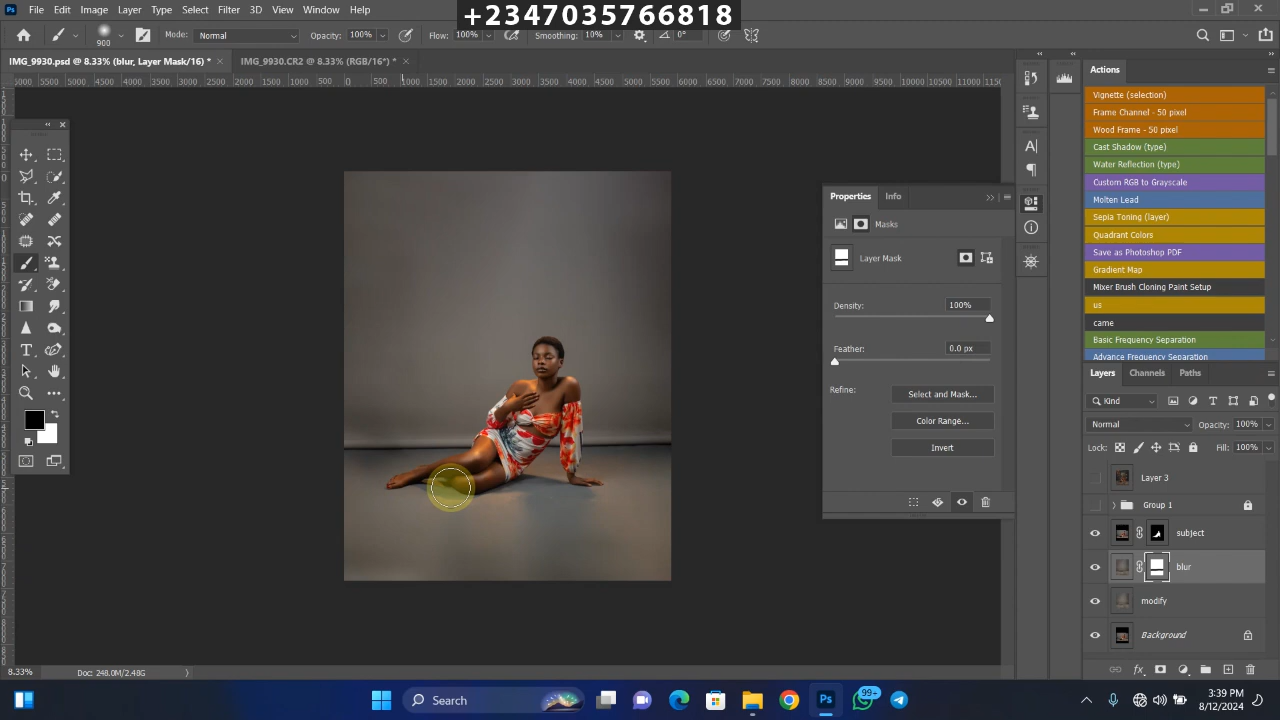 +2347035766818
Ps File Edit Image Layer Type Select Filter 3D View Window Help
900 Mode: Normal Opacity: 100% Flow: 100% Smoothing: 10% 0°
IMG_9930.psd @ 8.33% (blur, Layer Mask/16) * × IMG_9930.CR2 @ 8.33% (RGB/16*) * ×
Actions
Vignette (selection)
Frame Channel - 50 pixel
Wood Frame - 50 pixel
Cast Shadow (type)
Water Reflection (type)
Custom RGB to Grayscale
Molten Lead
Sepia Toning (layer)
Quadrant Colors
Save as Photoshop PDF
Gradient Map
Mixer Brush Cloning Paint Setup
us
came
Basic Frequency Separation
Advance Frequency Separation
Properties Info
Masks
Layer Mask
Density: 100%
Feather: 0.0 px
Refine: Select and Mask...
Color Range...
Invert
Layers Channels Paths
Kind
Normal Opacity: 100%
Lock: Fill: 100%
Layer 3
Group 1
subject
blur
modify
Background
8.33% Doc: 248.0M/2.48G
Search
Ps
99+
3:39 PM
8/12/2024